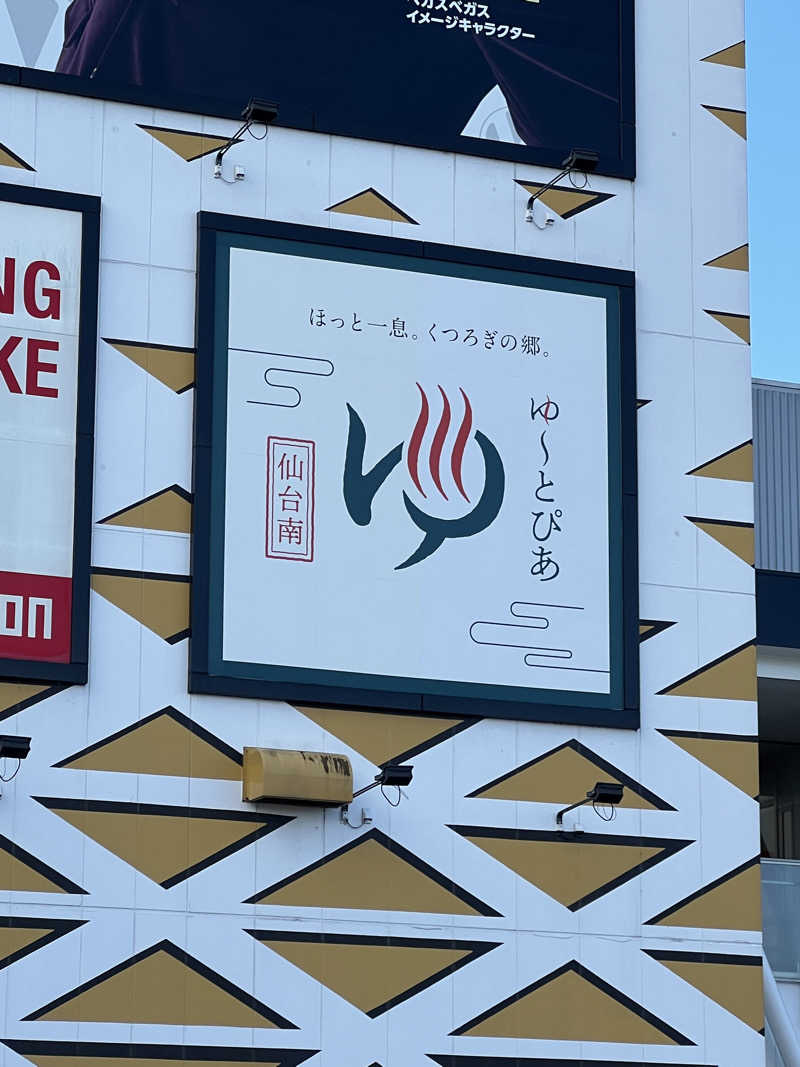 ベガスベガス
イメージキャラクター
NG
KE
on
ほっと一息。くつろぎの郷。
ゆ〜とぴあ
ゆ
仙台南